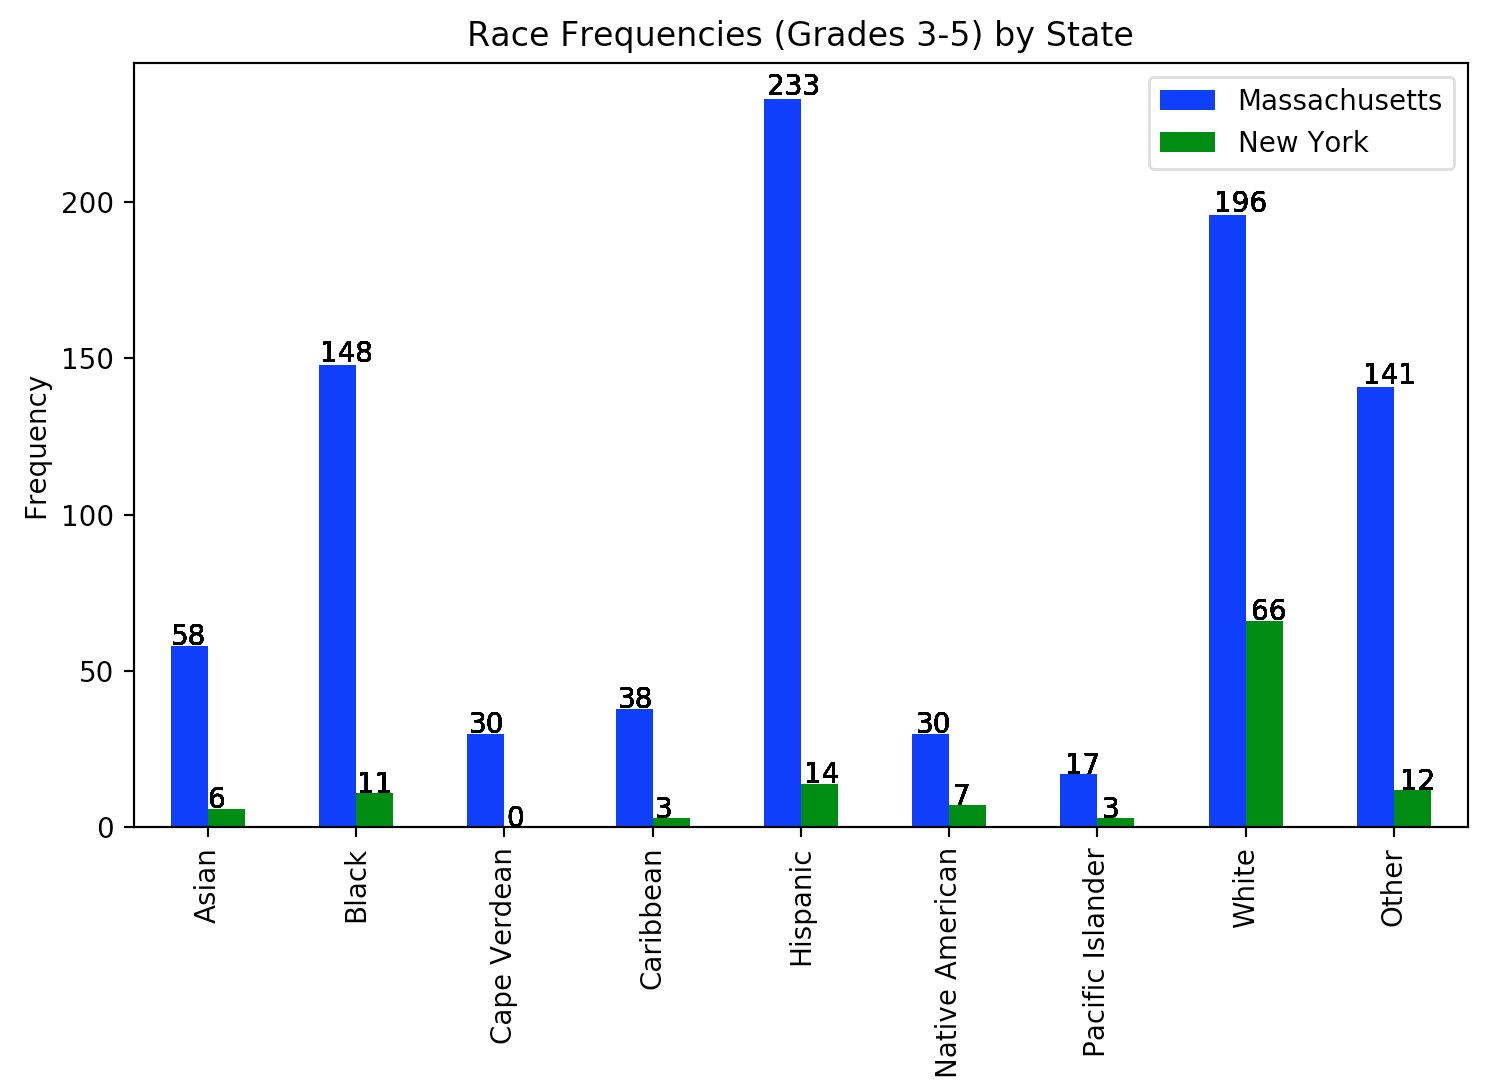 Race Frequencies (Grades 3-5) by State
Massachusetts
New York
Frequency
200
150
100
50
0
58
6
148
11
30
0
38
3
233
14
30
7
17
3
196
66
141
12
Asian
Black
Cape Verdean
Caribbean
Hispanic
Native American
Pacific Islander
White
Other